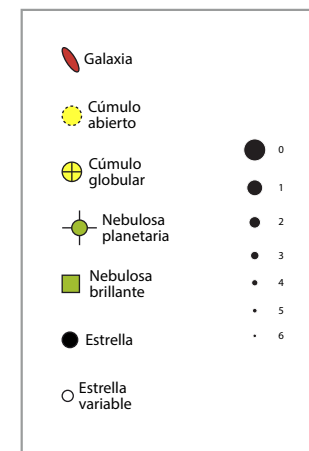 Galaxia
Cúmulo
abierto
Cúmulo
globular
Nebulosa
planetaria
Nebulosa
brillante
Estrella
Estrella
variable
0
1
2
3
4
5
6